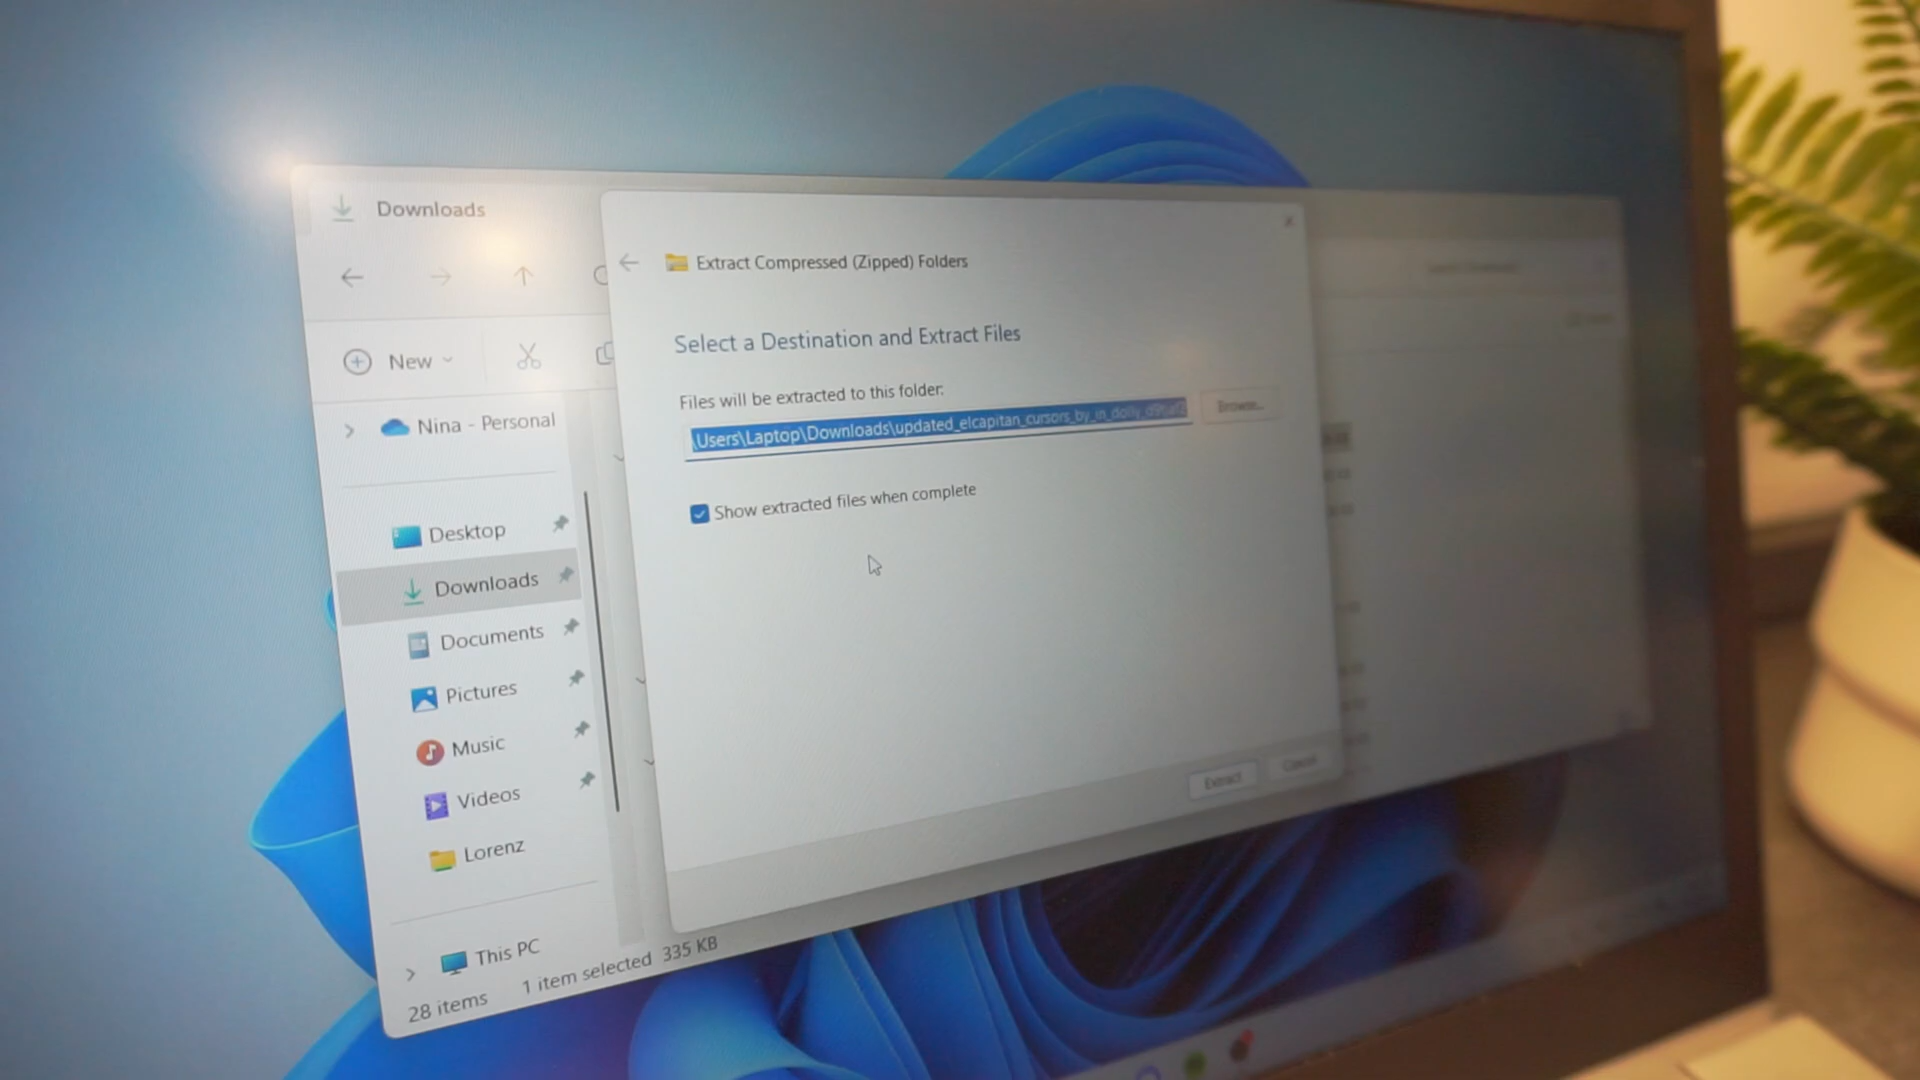 Downloads
Extract Compressed (Zipped) Folders
New
Select a Destination and Extract Files
Files will be extracted to this folder:
\Users\Laptop\Downloads\updated_elcapitan_cursors_by_in_dolly
Browse...
Show extracted files when complete
Nina - Personal
Desktop
Downloads
Documents
Pictures
Music
Videos
Lorenz
This PC
Extract
Cancel
28 items 1 item selected 335 KB